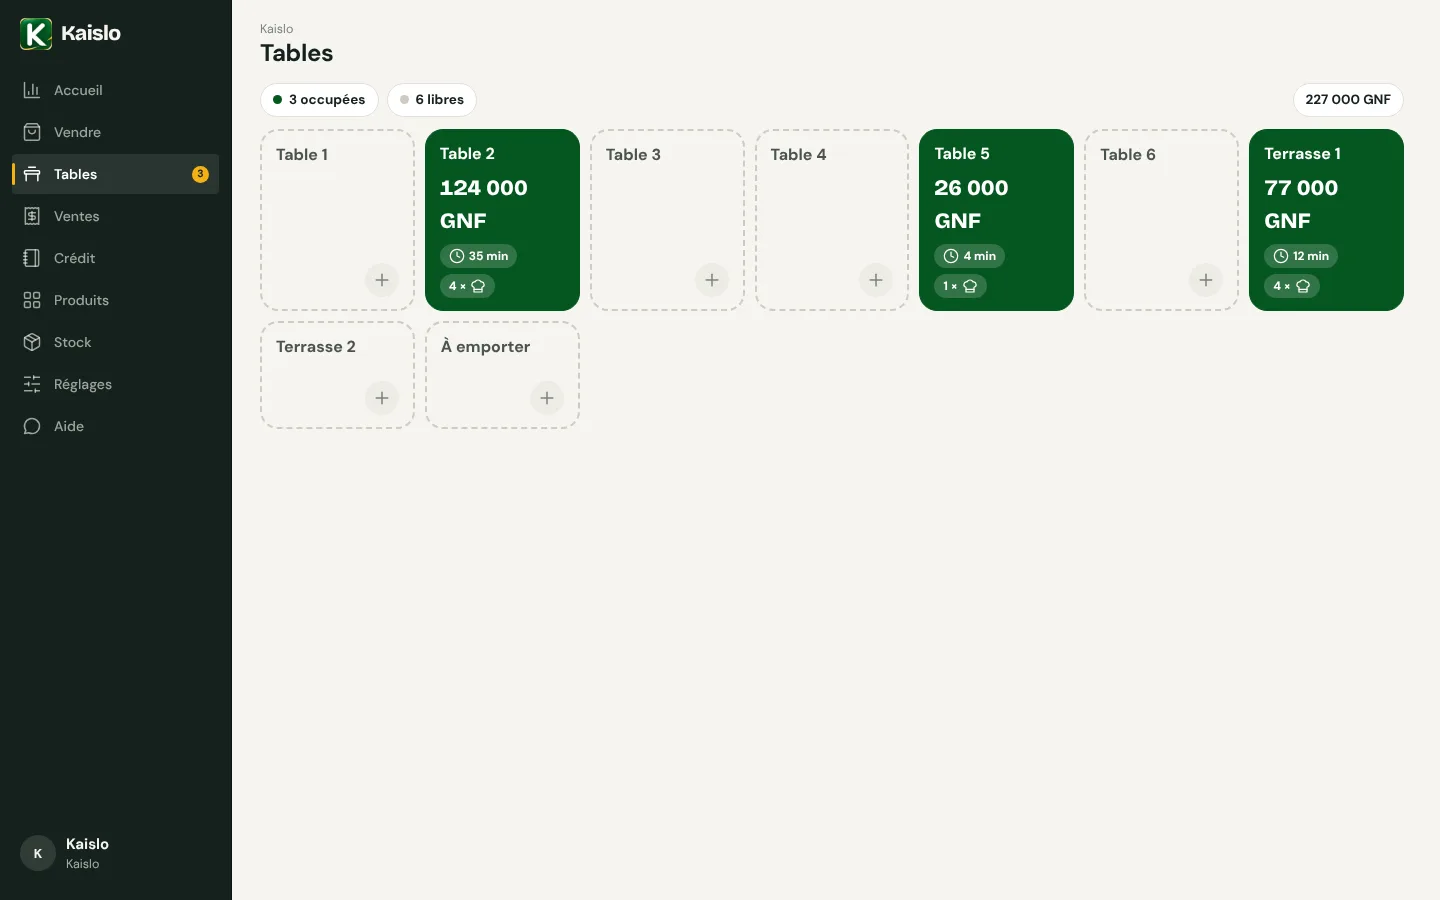 Kaislo
Accueil
Vendre
Tables 3
Ventes
Crédit
Produits
Stock
Réglages
Aide
K
Kaislo
Kaislo
Kaislo
Tables
3 occupées
6 libres
227 000 GNF
Table 1
Table 2
124 000
GNF
35 min
4 ×
Table 3
Table 4
Table 5
26 000
GNF
4 min
1 ×
Table 6
Terrasse 1
77 000
GNF
12 min
4 ×
Terrasse 2
À emporter